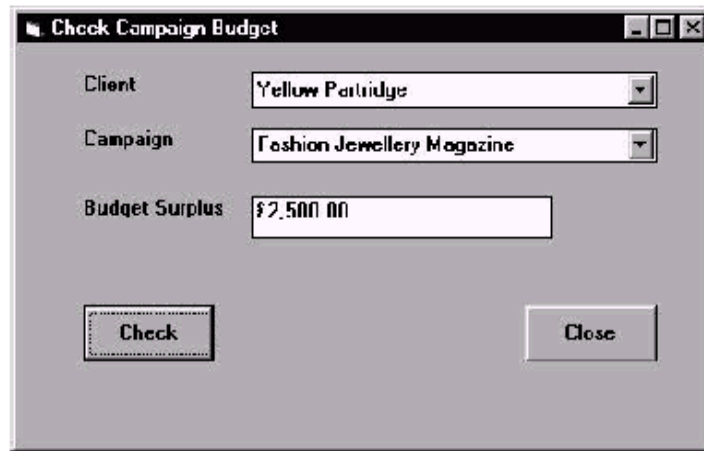 Check Campaign Budget
Client
Yellow Partridge
Campaign
Fashion Jewellery Magazine
Budget Surplus
$2,500.00
Check
Close